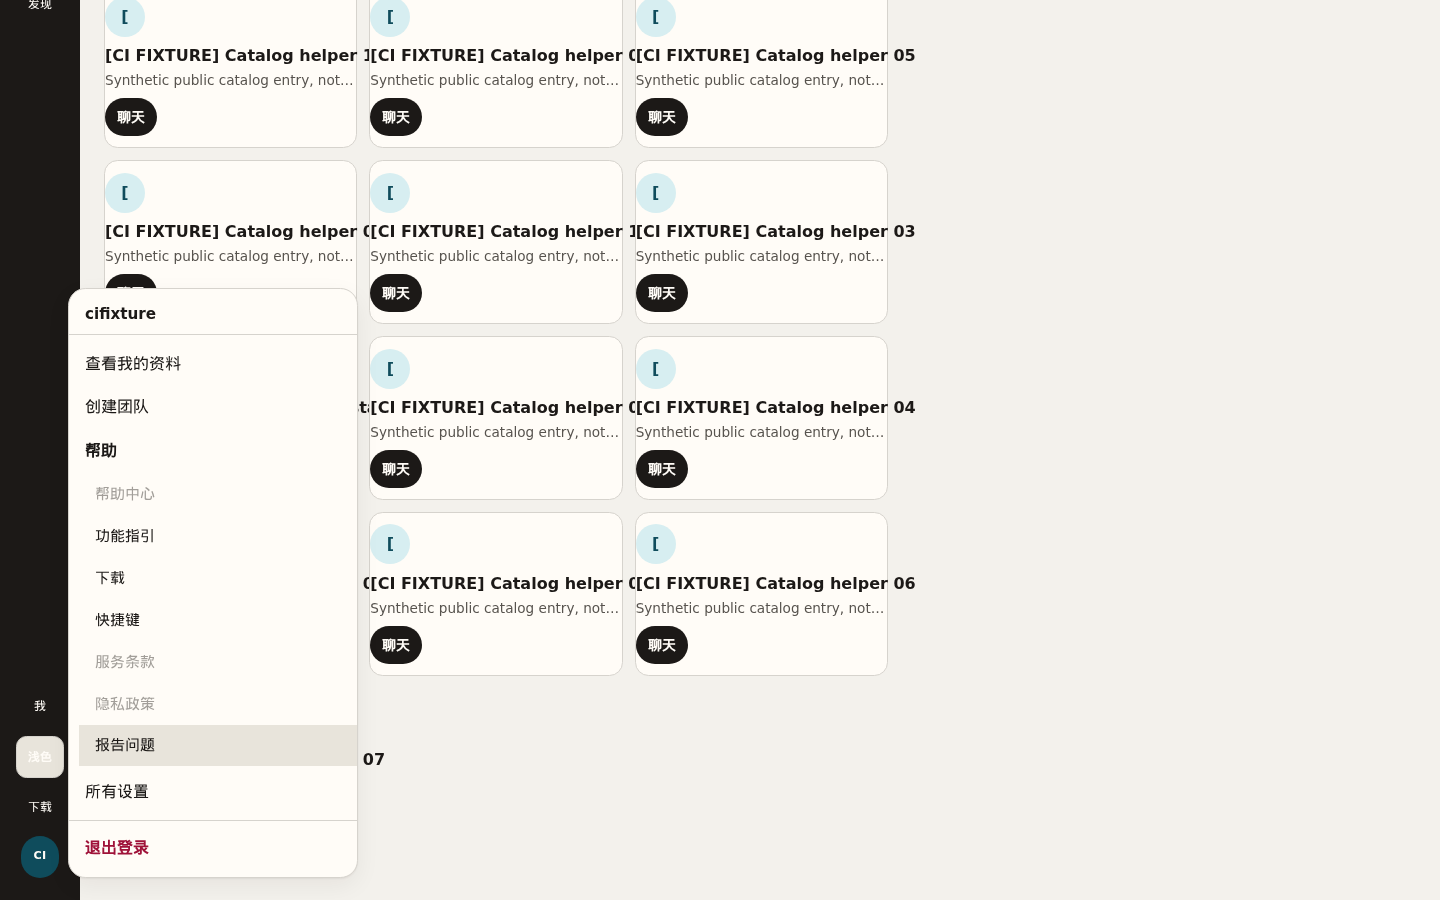 发现
[
[
[
[CI FIXTURE] Catalog helper 1
[CI FIXTURE] Catalog helper 0
[CI FIXTURE] Catalog helper 05
Synthetic public catalog entry, not...
Synthetic public catalog entry, not...
Synthetic public catalog entry, not...
聊天
聊天
聊天
[
[
[
[CI FIXTURE] Catalog helper 0
[CI FIXTURE] Catalog helper 1
[CI FIXTURE] Catalog helper 03
Synthetic public catalog entry, not...
Synthetic public catalog entry, not...
Synthetic public catalog entry, not...
聊天
聊天
[
[
[CI FIXTURE] Catalog helper 0
[CI FIXTURE] Catalog helper 04
Synthetic public catalog entry, not...
Synthetic public catalog entry, not...
聊天
聊天
[
[
[CI FIXTURE] Catalog helper 0
[CI FIXTURE] Catalog helper 06
Synthetic public catalog entry, not...
Synthetic public catalog entry, not...
聊天
聊天
07
cifixture
查看我的资料
创建团队
帮助
帮助中心
功能指引
下载
快捷键
服务条款
隐私政策
报告问题
所有设置
退出登录
我
浅色
下载
CI